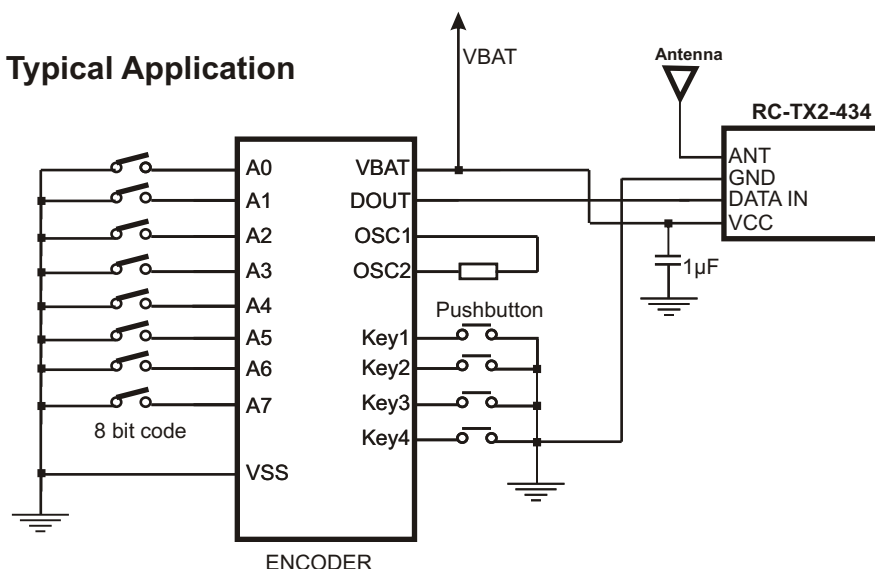 Typical Application
VBAT
Antenna
RC-TX2-434
A0
A1
A2
A3
A4
A5
A6
A7
8 bit code
VSS
VBAT
DOUT
OSC1
OSC2
Pushbutton
Key1
Key2
Key3
Key4
ENCODER
ANT
GND
DATA IN
VCC
1µF